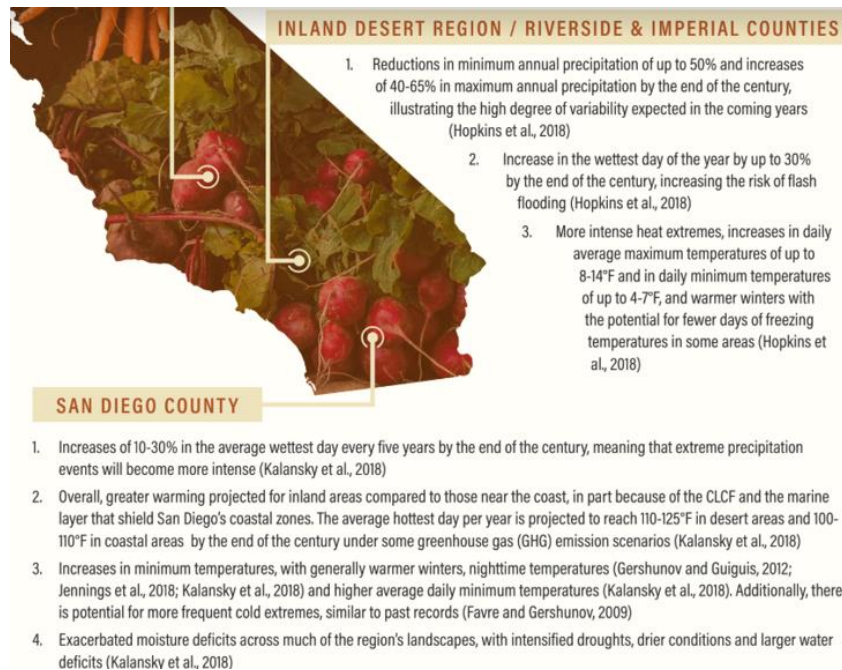 INLAND DESERT REGION / RIVERSIDE & IMPERIAL COUNTIES
1. Reductions in minimum annual precipitation of up to 50% and increases
of 40-65% in maximum annual precipitation by the end of the century,
illustrating the high degree of variability expected in the coming years
(Hopkins et al., 2018)
2. Increase in the wettest day of the year by up to 30%
by the end of the century, increasing the risk of flash
flooding (Hopkins et al., 2018)
3. More intense heat extremes, increases in daily
average maximum temperatures of up to
8-14°F and in daily minimum temperatures
of up to 4-7°F, and warmer winters with
the potential for fewer days of freezing
temperatures in some areas (Hopkins et
al., 2018)
SAN DIEGO COUNTY
1. Increases of 10-30% in the average wettest day every five years by the end of the century, meaning that extreme precipitation
events will become more intense (Kalansky et al., 2018)
2. Overall, greater warming projected for inland areas compared to those near the coast, in part because of the CLCF and the marine
layer that shield San Diego's coastal zones. The average hottest day per year is projected to reach 110-125°F in desert areas and 100-
110°F in coastal areas by the end of the century under some greenhouse gas (GHG) emission scenarios (Kalansky et al., 2018)
3. Increases in minimum temperatures, with generally warmer winters, nighttime temperatures (Gershunov and Guiguis, 2012;
Jennings et al., 2018; Kalansky et al., 2018) and higher average daily minimum temperatures (Kalansky et al., 2018). Additionally, there
is potential for more frequent cold extremes, similar to past records (Favre and Gershunov, 2009)
4. Exacerbated moisture deficits across much of the region's landscapes, with intensified droughts, drier conditions and larger water
deficits (Kalansky et al., 2018)